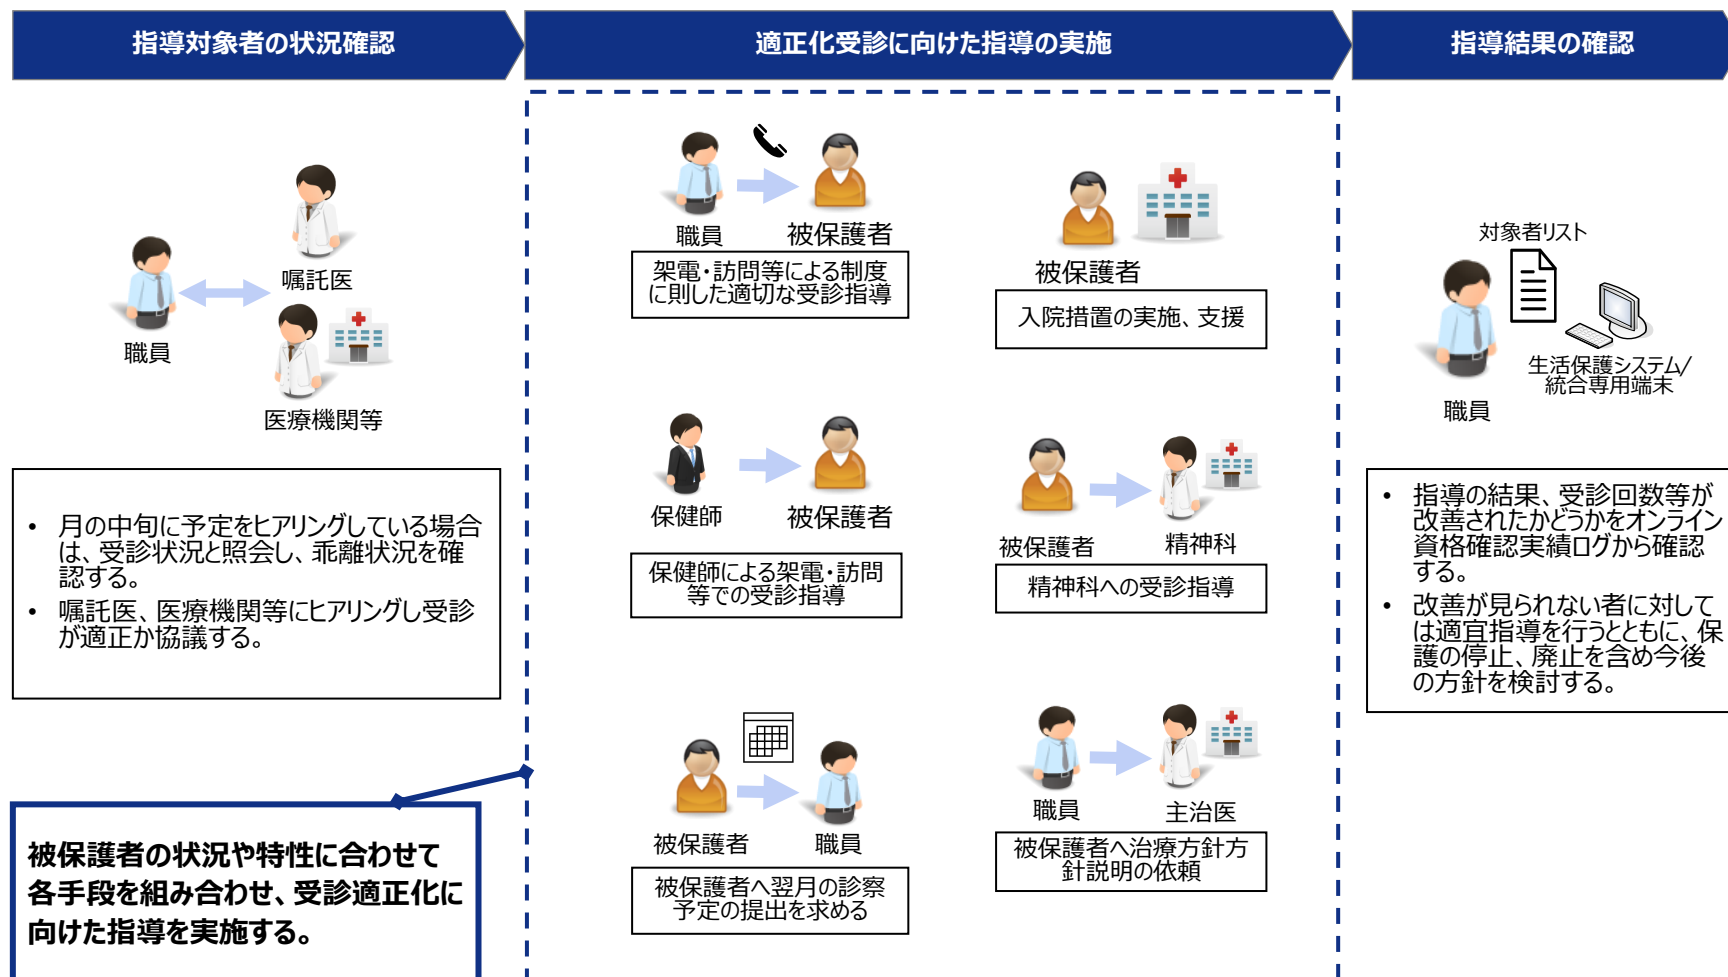 指導対象者の状況確認
適正化受診に向けた指導の実施
指導結果の確認
職員
嘱託医
医療機関等
・ 月の中旬に予定をヒアリングしている場合
は、受診状況と照会し、乖離状況を確
認する。
・ 嘱託医、医療機関等にヒアリングし受診
が適正か協議する。
被保護者の状況や特性に合わせて
各手段を組み合わせ、受診適正化に
向けた指導を実施する。
職員
被保護者
架電・訪問等による制度
に則した適切な受診指導
被保護者
入院措置の実施、支援
保健師
被保護者
保健師による架電・訪問
等での受診指導
被保護者
精神科
精神科への受診指導
被保護者
職員
被保護者へ翌月の診察
予定の提出を求める
職員
主治医
被保護者へ治療方針方
針説明の依頼
対象者リスト
生活保護システム/
統合専用端末
職員
・ 指導の結果、受診回数等が
改善されたかどうかをオンライン
資格確認実績ログから確認
する。
・ 改善が見られない者に対して
は適宜指導を行うとともに、保
護の停止、廃止を含め今後
の方針を検討する。